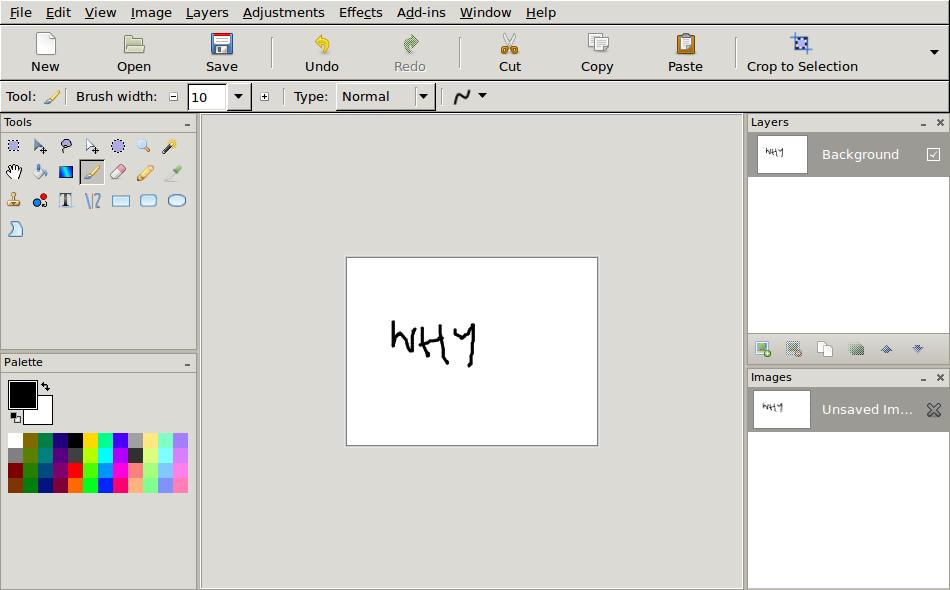 File Edit View Image Layers Adjustments Effects Add-ins Window Help
New Open Save Undo Redo Cut Copy Paste Crop to Selection
Tool: Brush width: 10 Type: Normal
Tools
Layers
Background
WHY
Palette
Images
WHY
Unsaved Im...